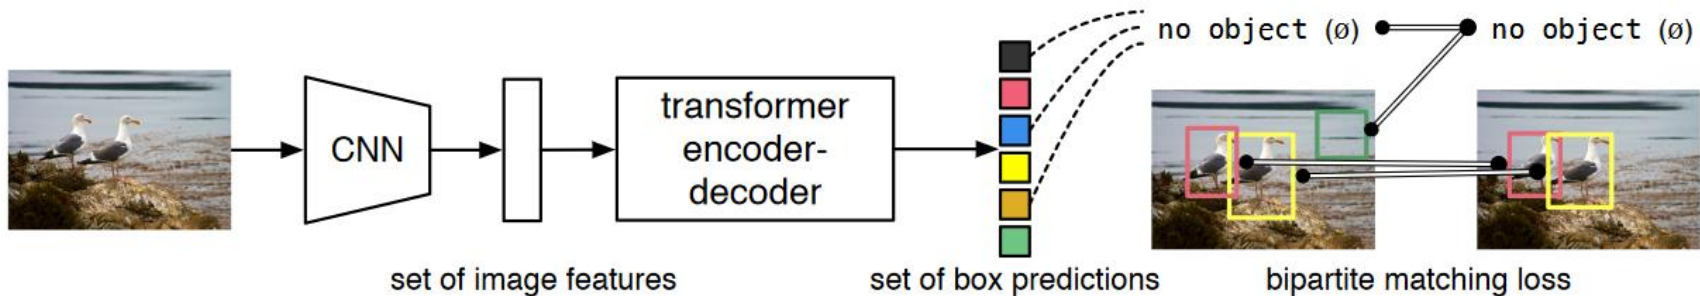 no object (ø)
no object (ø)
CNN
transformer
encoder-
decoder
set of image features
set of box predictions
bipartite matching loss